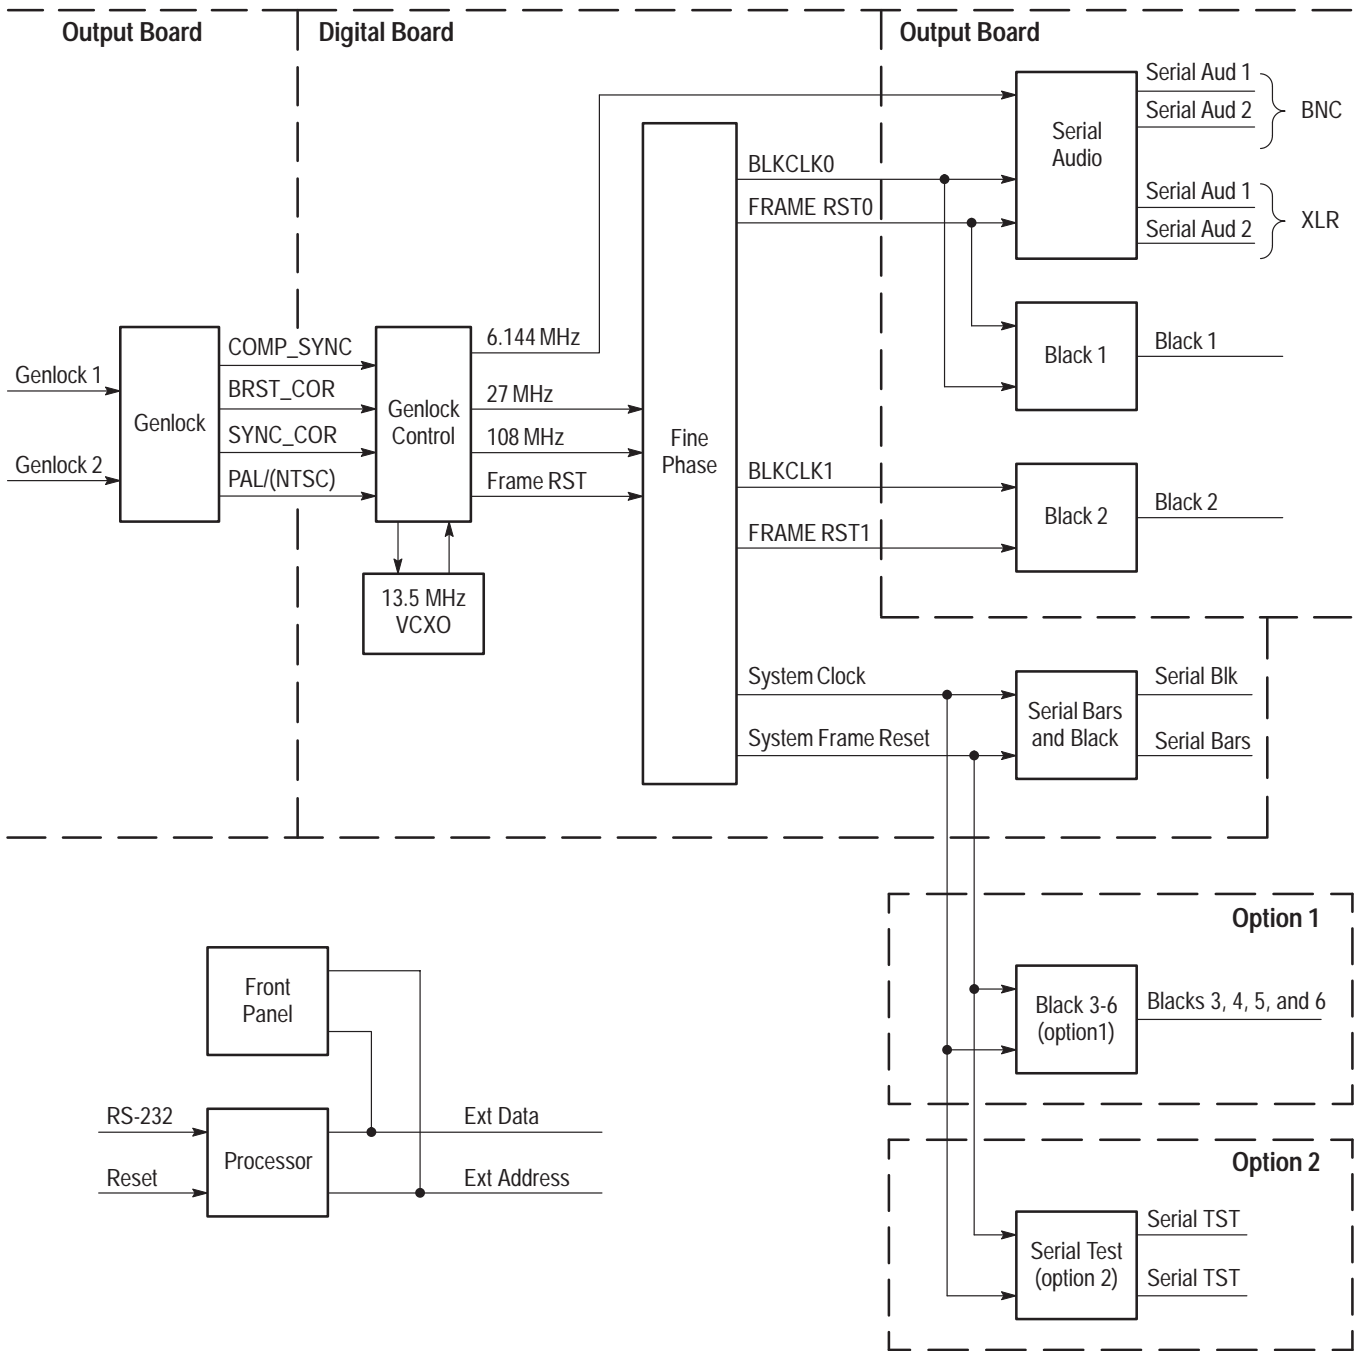 Output Board
Digital Board
Output Board
Serial Aud 1
Serial Aud 2
BNC
Serial
Audio
Serial Aud 1
Serial Aud 2
XLR
BLKCLK0
FRAME RST0
Genlock 1
Genlock 2
Genlock
COMP_SYNC
BRST_COR
SYNC_COR
PAL/(NTSC)
Genlock
Control
6.144 MHz
27 MHz
108 MHz
Frame RST
13.5 MHz
VCXO
Fine
Phase
Black 1
Black 1
BLKCLK1
FRAME RST1
Black 2
Black 2
System Clock
System Frame Reset
Serial Bars
and Black
Serial Blk
Serial Bars
Option 1
Black 3-6
(option1)
Blacks 3, 4, 5, and 6
Front
Panel
RS-232
Reset
Processor
Ext Data
Ext Address
Option 2
Serial Test
(option 2)
Serial TST
Serial TST